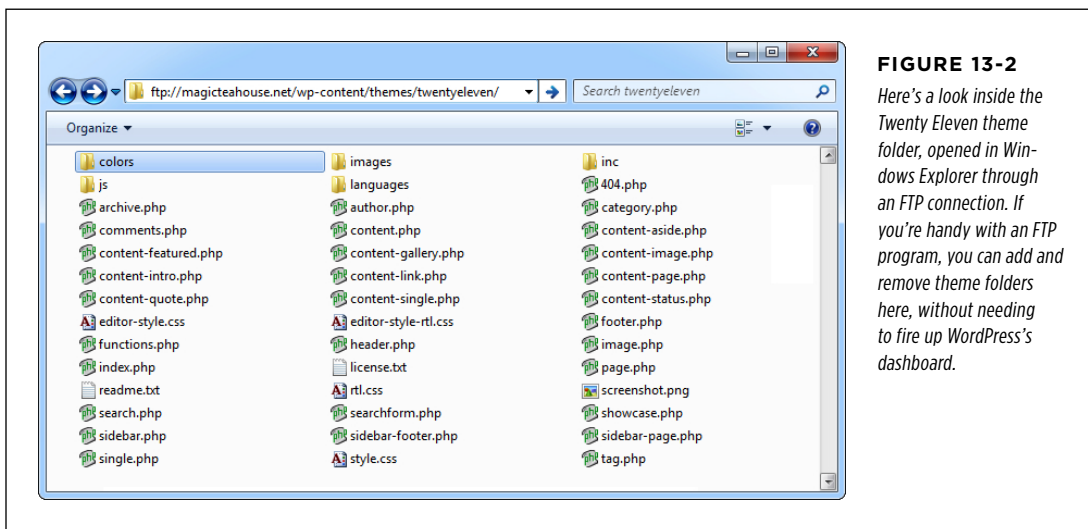 ftp://magicteahouse.net/wp-content/themes/twentyeleven/
Search twentyeleven
Organize
colors
images
inc
js
languages
404.php
archive.php
author.php
category.php
comments.php
content.php
content-aside.php
content-featured.php
content-gallery.php
content-image.php
content-intro.php
content-link.php
content-page.php
content-quote.php
content-single.php
content-status.php
editor-style.css
editor-style-rtl.css
footer.php
functions.php
header.php
image.php
index.php
license.txt
page.php
readme.txt
rtl.css
screenshot.png
search.php
searchform.php
showcase.php
sidebar.php
sidebar-footer.php
sidebar-page.php
single.php
style.css
tag.php
FIGURE 13-2
Here’s a look inside the
Twenty Eleven theme
folder, opened in Win-
dows Explorer through
an FTP connection. If
you’re handy with an FTP
program, you can add and
remove theme folders
here, without needing
to fire up WordPress’s
dashboard.